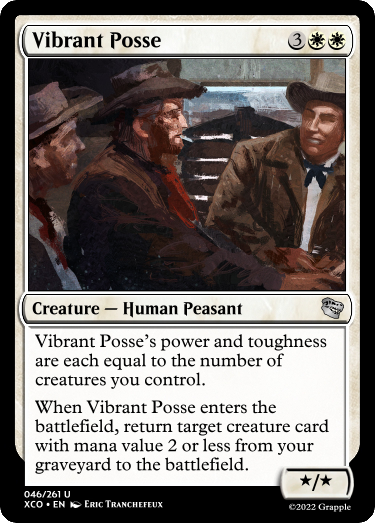 Vibrant Posse 3
Creature — Human Peasant
Vibrant Posse's power and toughness
are each equal to the number of
creatures you control.
When Vibrant Posse enters the
battlefield, return target creature card
with mana value 2 or less from your
graveyard to the battlefield.
★/★
046/261 U
XCO • EN Eric Tranchefeux
©2022 Grapple